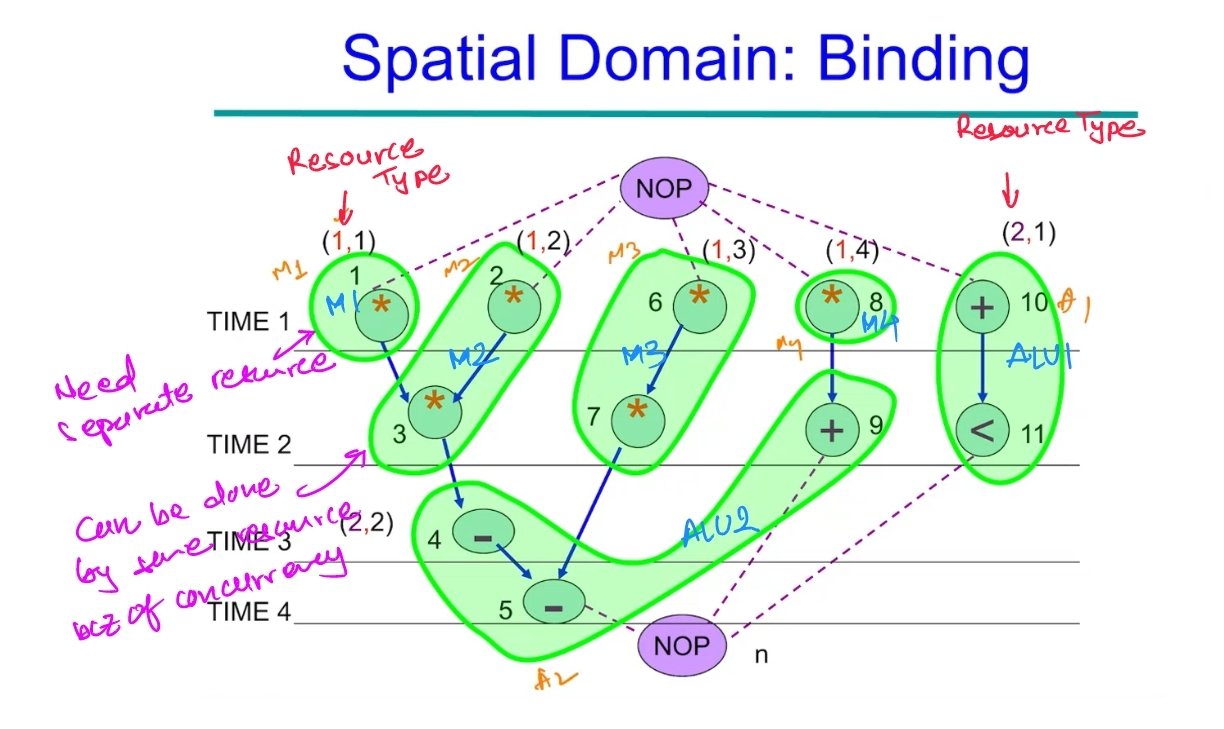 Spatial Domain: Binding
Resource Type
Resource
Type
NOP
(1,1)
(1,2)
(1,3)
(1,4)
(2,1)
M1
M2
M3
1
2
6
8
10
A1
M1
*
*
*
*
+
M4
TIME 1
M2
M3
M4
ALU1
Need
separate resource
*
*
+
<
3
7
9
11
TIME 2
Can be done
by same resource
bcz of concurrency
(2,2)
ALU2
TIME 3
4
-
TIME 4
5
-
NOP
n
A2